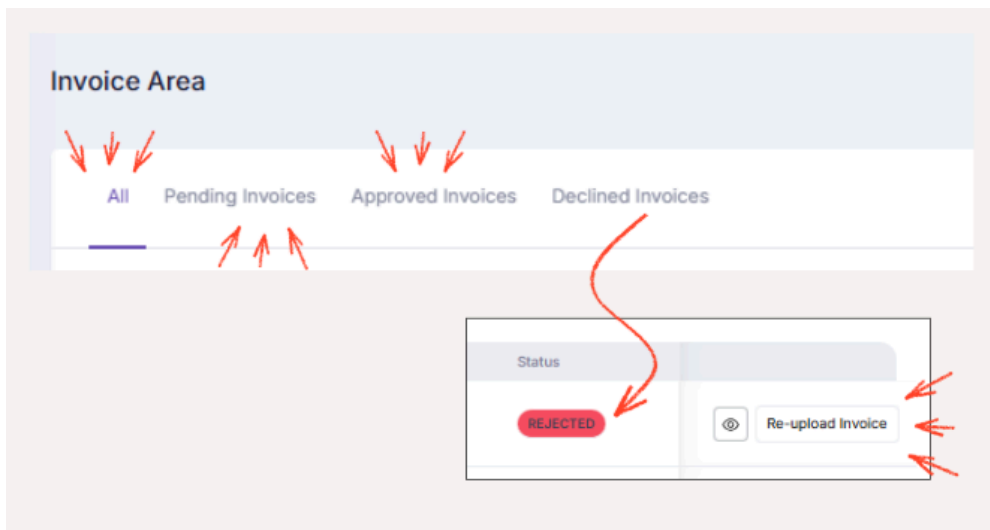 Invoice Area
All Pending Invoices Approved Invoices Declined Invoices
Status
REJECTED Re-upload Invoice